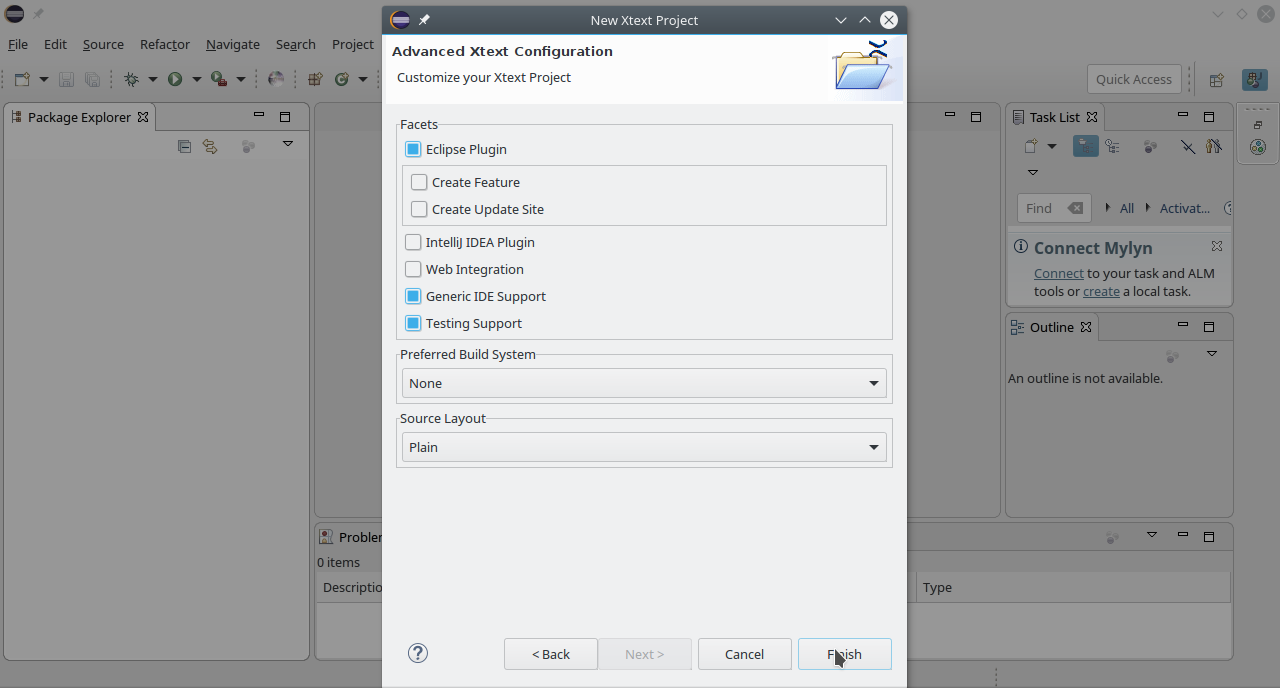 New Xtext Project
File Edit Source Refactor Navigate Search Project
Advanced Xtext Configuration
Customize your Xtext Project
Quick Access
Package Explorer
Facets
Eclipse Plugin
Create Feature
Create Update Site
IntelliJ IDEA Plugin
Web Integration
Generic IDE Support
Testing Support
Preferred Build System
None
Source Layout
Plain
< Back Next > Cancel Finish
Task List
Find All Activat...
Connect Mylyn
Connect to your task and ALM
tools or create a local task.
Outline
An outline is not available.
Problem
0 items
Descriptio Type